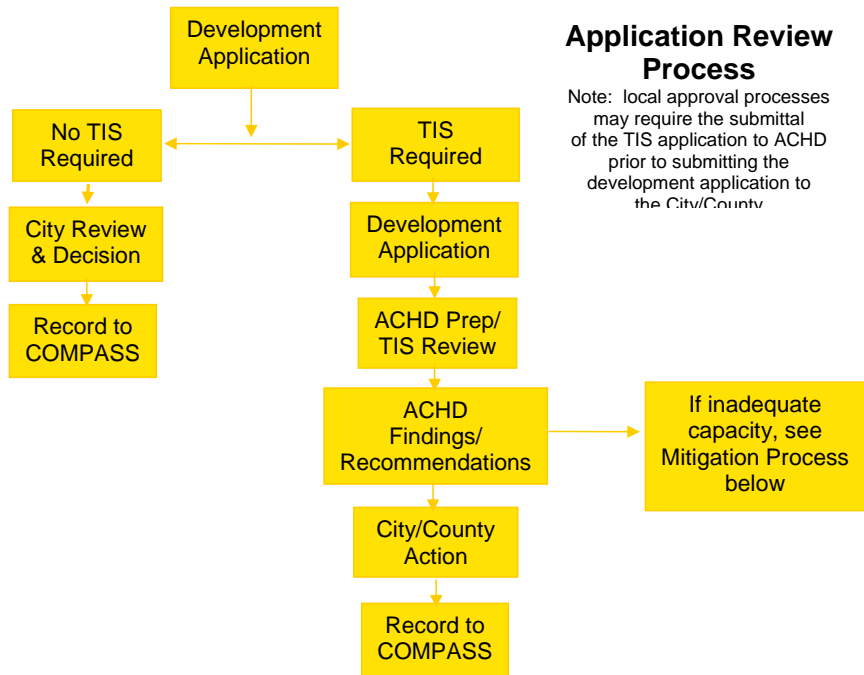 Development
Application
Application Review
Process
Note: local approval processes
may require the submittal
of the TIS application to ACHD
prior to submitting the
development application to
the City/County
No TIS
Required
TIS
Required
City Review
& Decision
Development
Application
Record to
COMPASS
ACHD Prep/
TIS Review
ACHD
Findings/
Recommendations
If inadequate
capacity, see
Mitigation Process
below
City/County
Action
Record to
COMPASS